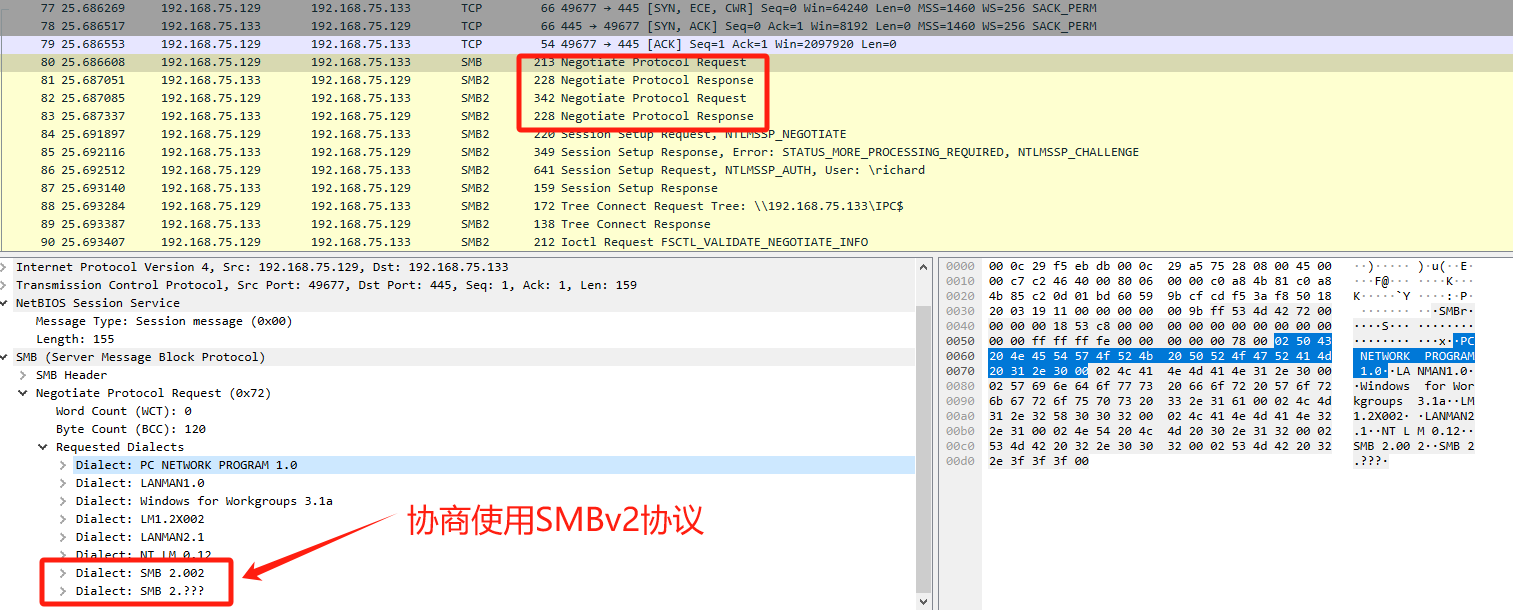 77 25.686269 192.168.75.129 192.168.75.133 TCP 66 49677 → 445 [SYN, ECE, CWR] Seq=0 Win=64240 Len=0 MSS=1460 WS=256 SACK_PERM
78 25.686517 192.168.75.133 192.168.75.129 TCP 66 445 → 49677 [SYN, ACK] Seq=0 Ack=1 Win=8192 Len=0 MSS=1460 WS=256 SACK_PERM
79 25.686553 192.168.75.129 192.168.75.133 TCP 54 49677 → 445 [ACK] Seq=1 Ack=1 Win=2097920 Len=0
80 25.686608 192.168.75.129 192.168.75.133 SMB 213 Negotiate Protocol Request
81 25.687051 192.168.75.133 192.168.75.129 SMB2 228 Negotiate Protocol Response
82 25.687085 192.168.75.129 192.168.75.133 SMB2 342 Negotiate Protocol Request
83 25.687337 192.168.75.133 192.168.75.129 SMB2 228 Negotiate Protocol Response
84 25.691897 192.168.75.129 192.168.75.133 SMB2 220 Session Setup Request, NTLMSSP_NEGOTIATE
85 25.692116 192.168.75.133 192.168.75.129 SMB2 349 Session Setup Response, Error: STATUS_MORE_PROCESSING_REQUIRED, NTLMSSP_CHALLENGE
86 25.692512 192.168.75.129 192.168.75.133 SMB2 641 Session Setup Request, NTLMSSP_AUTH, User: \richard
87 25.693140 192.168.75.133 192.168.75.129 SMB2 159 Session Setup Response
88 25.693284 192.168.75.129 192.168.75.133 SMB2 172 Tree Connect Request Tree: \\192.168.75.133\IPC$
89 25.693387 192.168.75.133 192.168.75.129 SMB2 138 Tree Connect Response
90 25.693407 192.168.75.129 192.168.75.133 SMB2 212 Ioctl Request FSCTL_VALIDATE_NEGOTIATE_INFO
Internet Protocol Version 4, Src: 192.168.75.129, Dst: 192.168.75.133
Transmission Control Protocol, Src Port: 49677, Dst Port: 445, Seq: 1, Ack: 1, Len: 159
NetBIOS Session Service
Message Type: Session message (0x00)
Length: 155
SMB (Server Message Block Protocol)
SMB Header
Negotiate Protocol Request (0x72)
Word Count (WCT): 0
Byte Count (BCC): 120
Requested Dialects
Dialect: PC NETWORK PROGRAM 1.0
Dialect: LANMAN1.0
Dialect: Windows for Workgroups 3.1a
Dialect: LM1.2X002
Dialect: LANMAN2.1
Dialect: NT LM 0.12
Dialect: SMB 2.002
Dialect: SMB 2.???
协商使用SMBv2协议
0000 00 0c 29 f5 eb db 00 0c 29 a5 75 28 08 00 45 00 ··)····· )·u(··E·
0010 00 c7 c2 46 40 00 80 06 00 00 c0 a8 4b 81 c0 a8 ···F@··· ····K···
0020 4b 85 c2 0d 01 bd 60 59 9b cf cd f5 3a f8 50 18 K·····`Y ····:·P·
0030 20 03 19 11 00 00 00 00 00 9b ff 53 4d 42 72 00 ······· ···SMBr·
0040 00 00 00 18 53 c8 00 00 00 00 00 00 00 00 00 00 ····S··· ········
0050 00 00 ff ff ff fe 00 00 00 00 00 78 00 02 50 43 ········ ···x··PC
0060 20 4e 45 54 57 4f 52 4b 20 50 52 4f 47 52 41 4d NETWORK PROGRAM
0070 20 31 2e 30 00 02 4c 41 4e 4d 41 4e 31 2e 30 00 1.0··LA NMAN1.0·
0080 02 57 69 6e 64 6f 77 73 20 66 6f 72 20 57 6f 72 ·Windows for Wor
0090 6b 67 72 6f 75 70 73 20 33 2e 31 61 00 02 4c 4d kgroups 3.1a··LM
00a0 31 2e 32 58 30 30 32 00 02 4c 41 4e 4d 41 4e 32 1.2X002· ·LANMAN2
00b0 2e 31 00 02 4e 54 20 4c 4d 20 30 2e 31 32 00 02 .1··NT L M 0.12··
00c0 53 4d 42 20 32 2e 30 30 32 00 02 53 4d 42 20 32 SMB 2.00 2··SMB 2
00d0 2e 3f 3f 3f 00 .???·